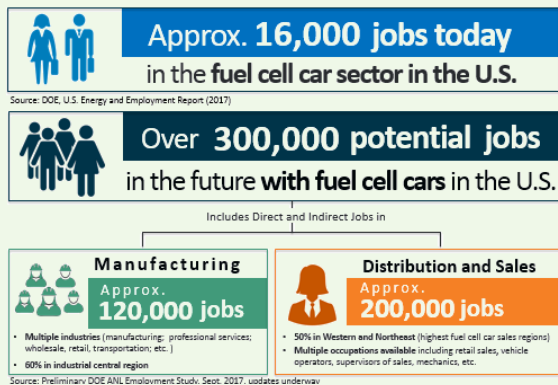 Approx. 16,000 jobs today
in the fuel cell car sector in the U.S.
Source: DOE, U.S. Energy and Employment Report (2017)
Over 300,000 potential jobs
in the future with fuel cell cars in the U.S.
Includes Direct and Indirect Jobs in
Manufacturing
Approx.
120,000 jobs
• Multiple industries (manufacturing; professional services;
wholesale, retail, transportation; etc. )
• 60% in industrial central region
Distribution and Sales
Approx.
200,000 jobs
• 50% in Western and Northeast (highest fuel cell car sales regions)
• Multiple occupations available including retail sales, vehicle
operators, supervisors of sales, mechanics, etc.
Source: Preliminary DOE ANL Employment Study, Sept. 2017, updates underway